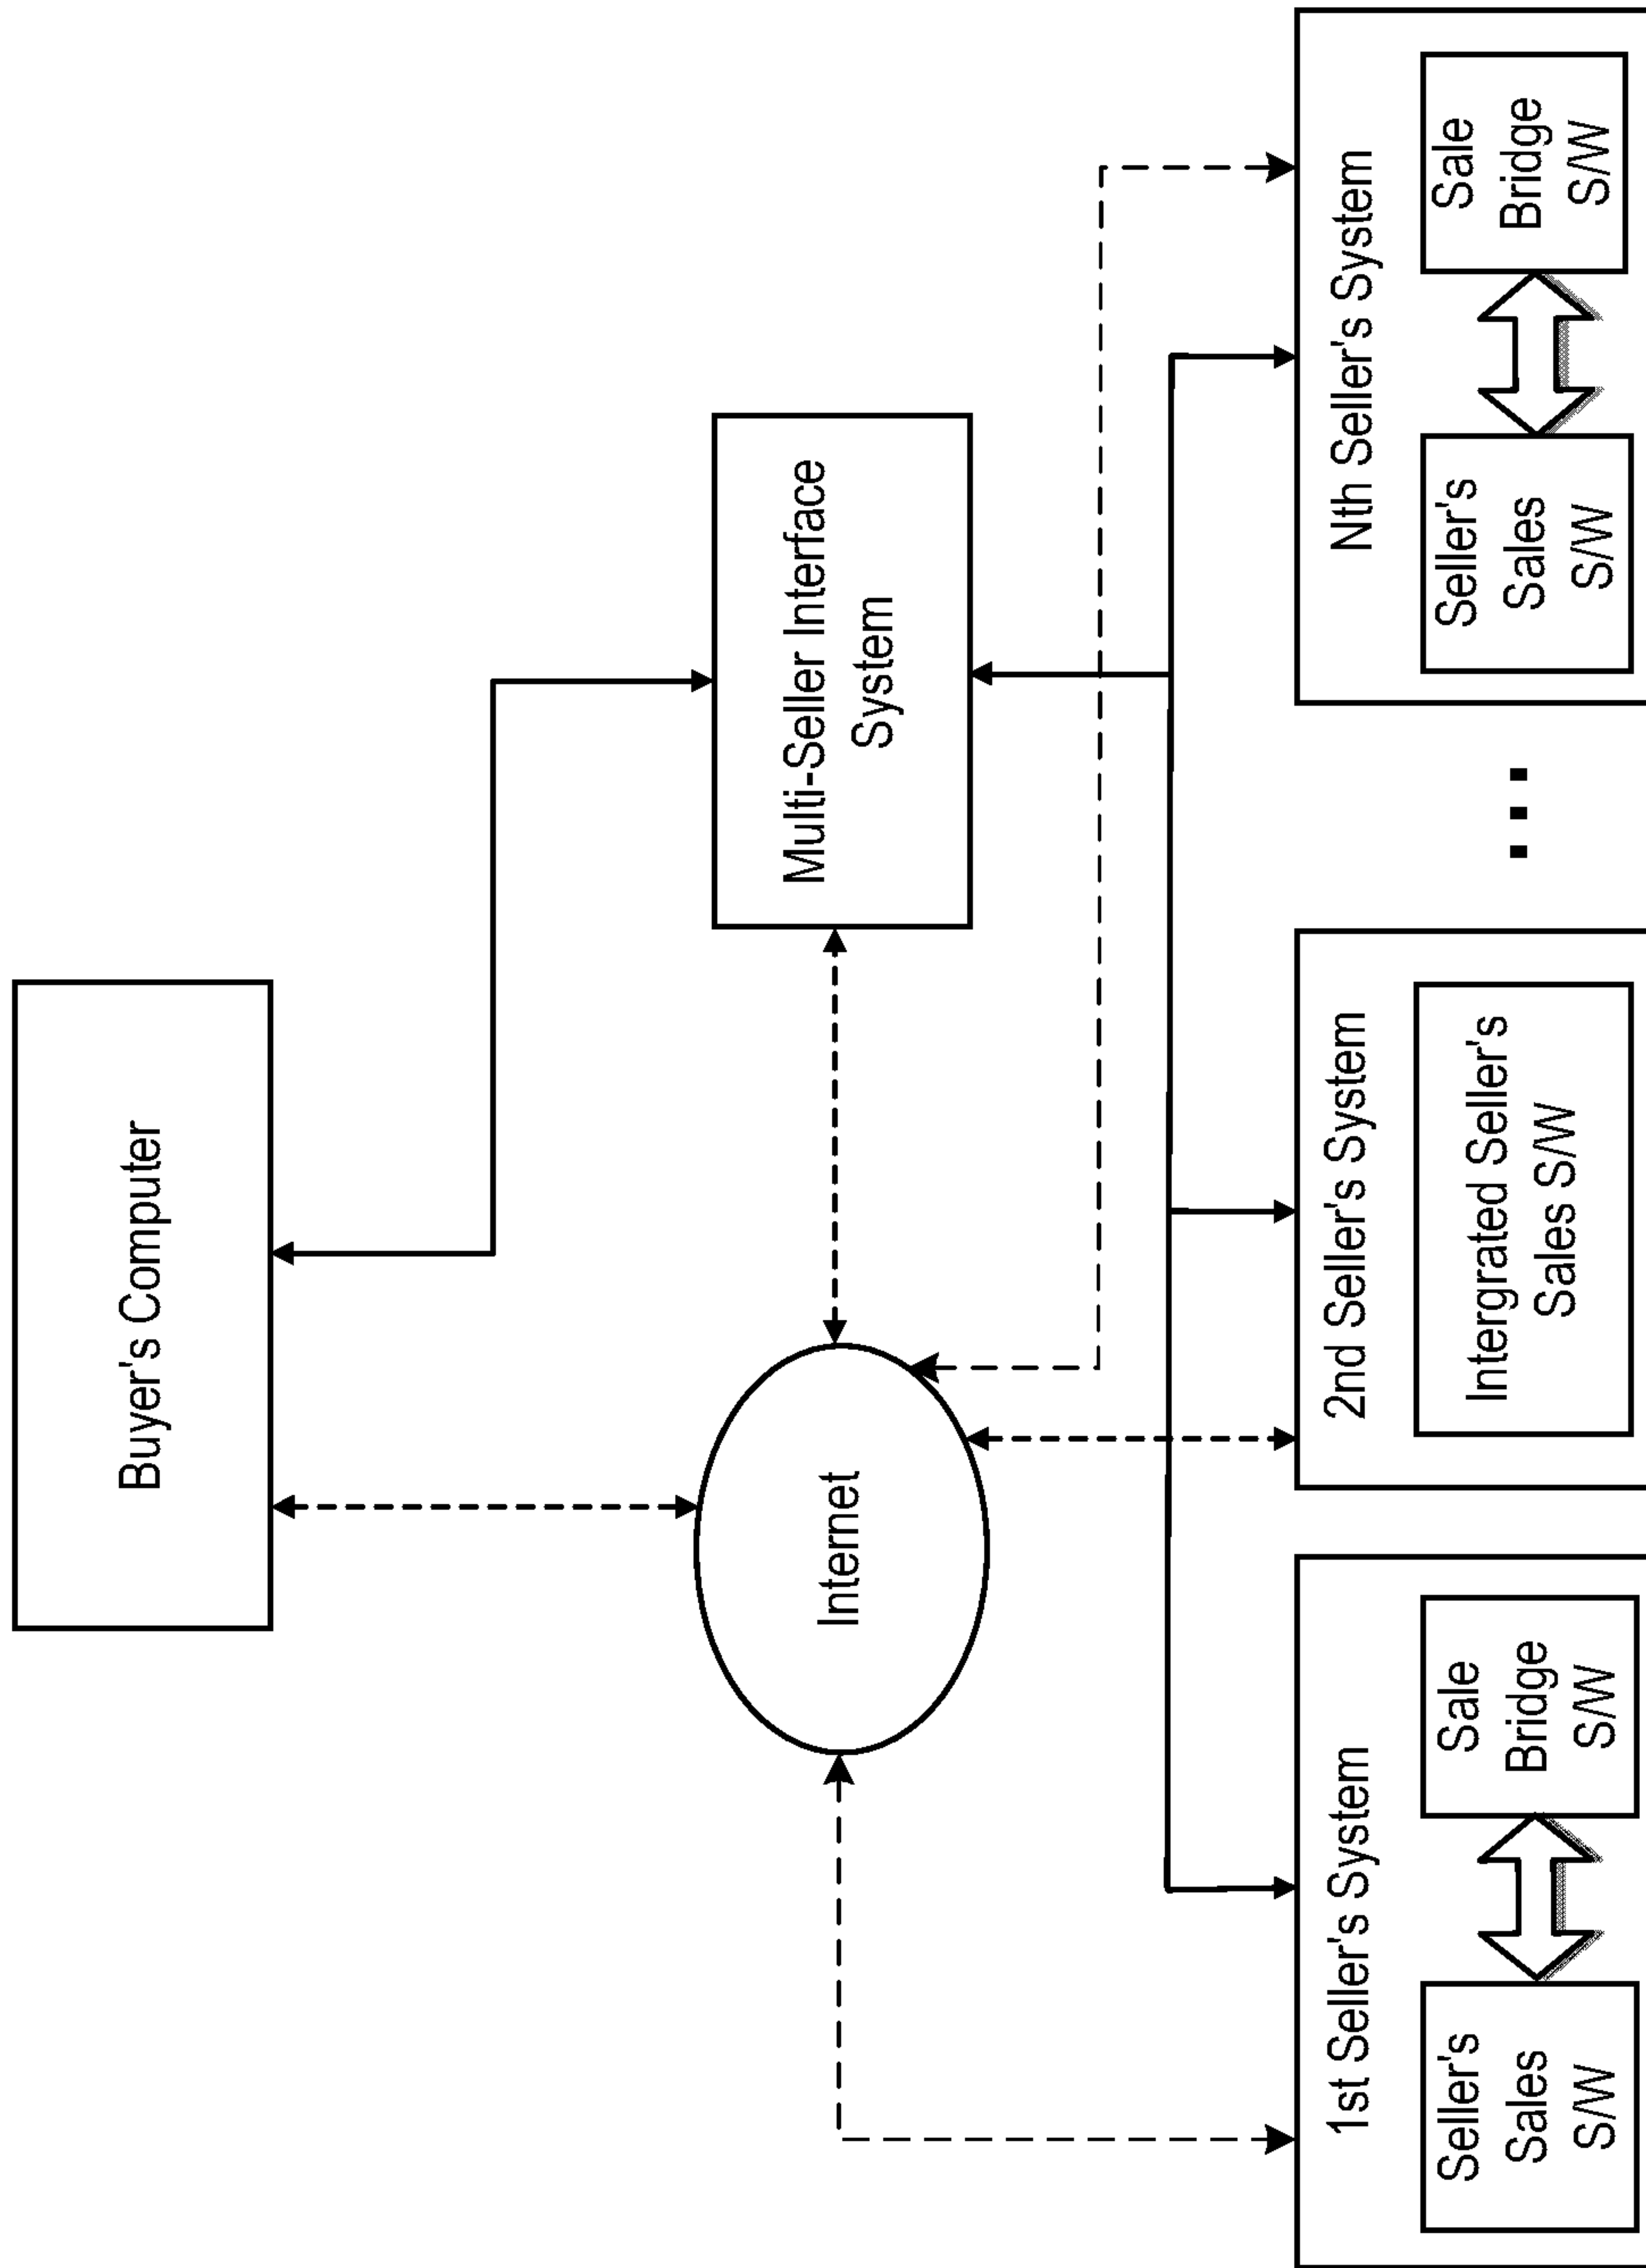 Buyer's Computer
Internet
Multi-Seller Interface
System
1st Seller's System
Seller's
Sales
S/W
Sale
Bridge
S/W
2nd Seller's System
Intergrated Seller's
Sales S/W
...
Nth Seller's System
Seller's
Sales
S/W
Sale
Bridge
S/W